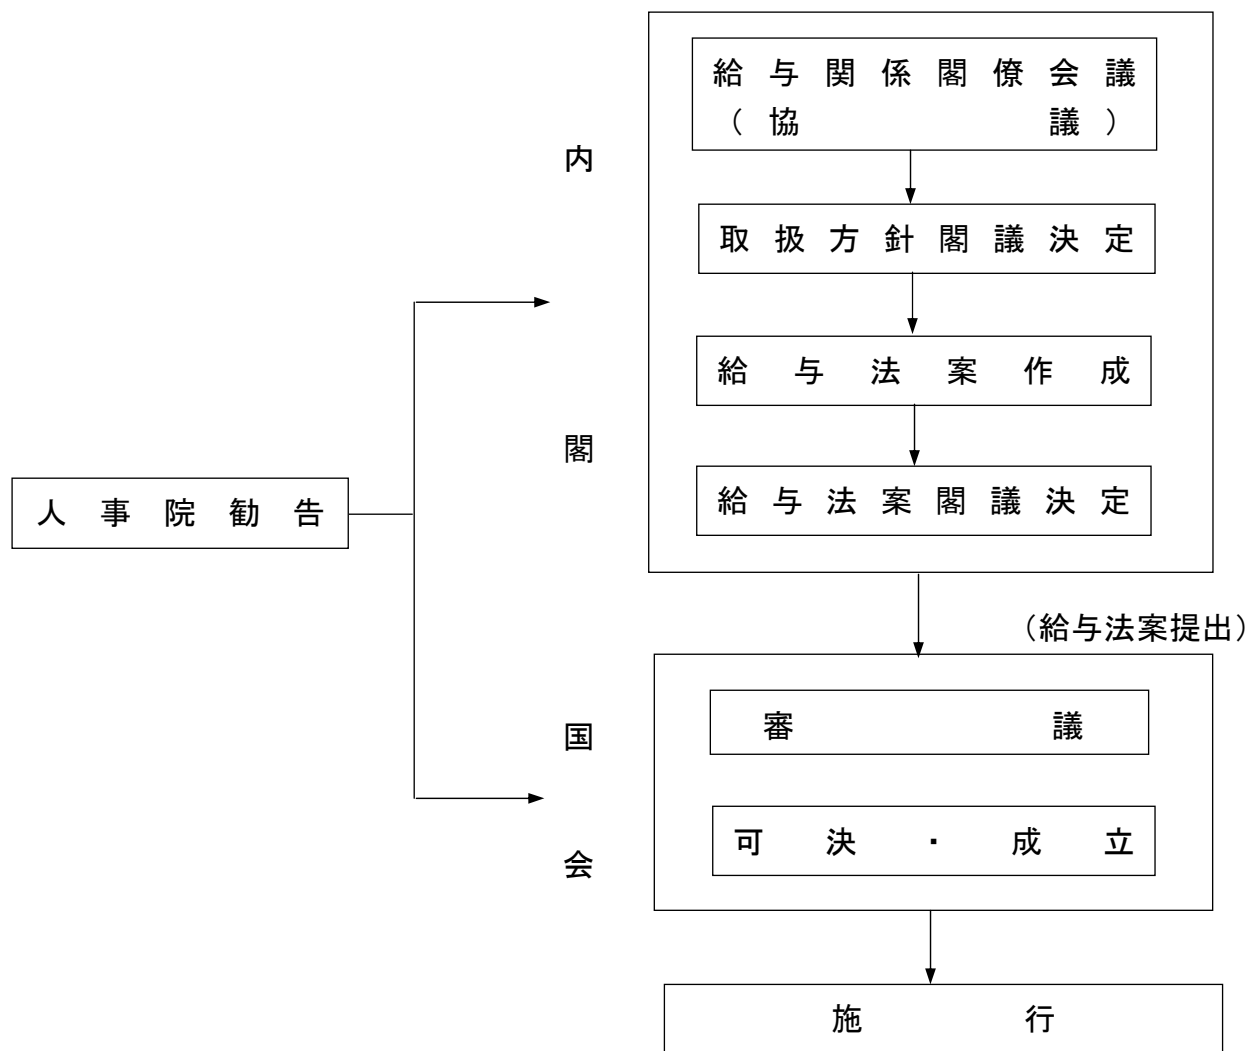 人事院勧告
内閣
給与関係閣僚会議
(協議)
取扱方針閣議決定
給与法案作成
給与法案閣議決定
(給与法案提出)
国会
審議
可決・成立
施行